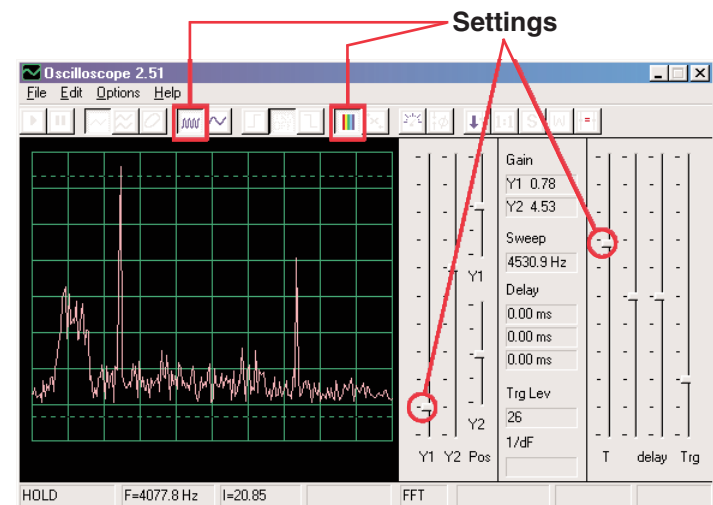 Settings
Oscilloscope 2.51
File Edit Options Help
1:1 S W
Gain
Y1 0.78
Y2 4.53
Sweep
4530.9 Hz
Delay
0.00 ms
0.00 ms
0.00 ms
Trg Lev
26
1/dF
Y1
Y2
Y1 Y2 Pos
T delay Trg
HOLD F=4077.8 Hz I=20.85 FFT